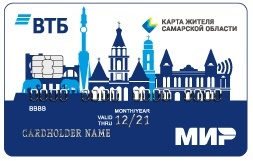 ВТБ
КАРТА ЖИТЕЛЯ
САМАРСКОЙ ОБЛАСТИ
BBBB
MONTH/YEAR
VALID
THRU 12/21
CARDHOLDER NAME
МИР